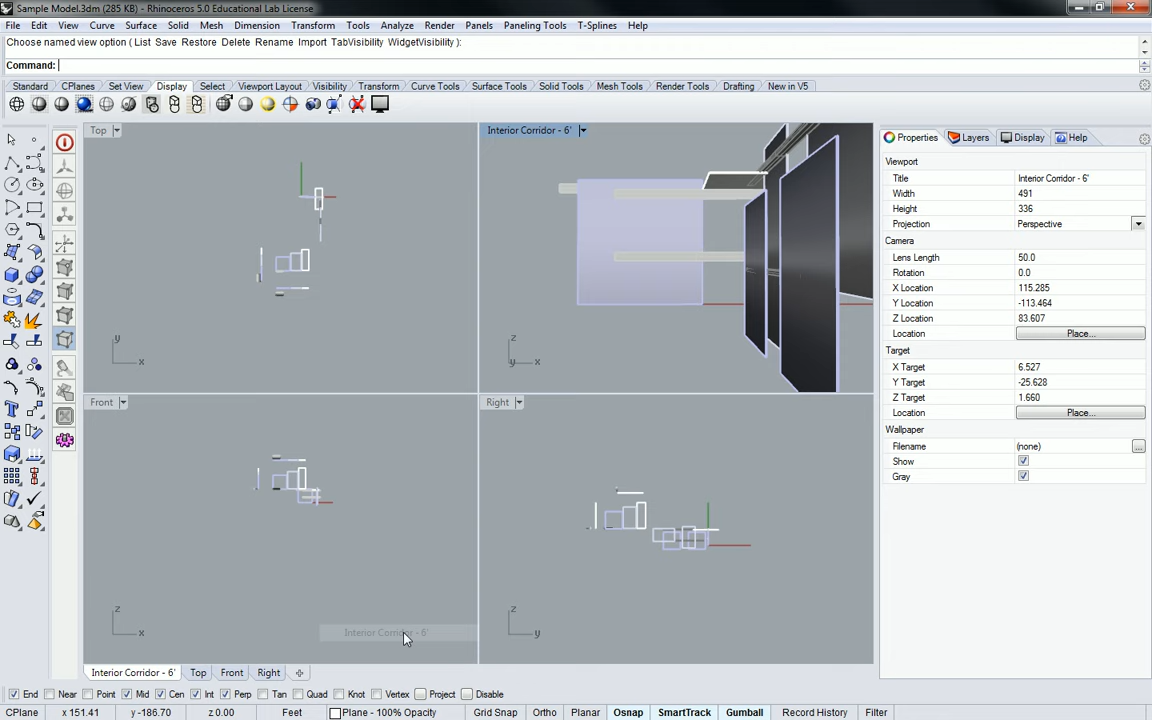 Sample Model.3dm (285 KB) - Rhinoceros 5.0 Educational Lab License
File Edit View Curve Surface Solid Mesh Dimension Transform Tools Analyze Render Panels Paneling Tools T-Splines Help
Choose named view option ( List Save Restore Delete Rename Import TabVisibility WidgetVisibility ):
Command:
Standard CPlanes Set View Display Select Viewport Layout Visibility Transform Curve Tools Surface Tools Solid Tools Mesh Tools Render Tools Drafting New in V5
Top
Interior Corridor - 6'
Properties Layers Display Help
Viewport
Title Interior Corridor - 6'
Width 491
Height 336
Projection Perspective
Camera
Lens Length 50.0
Rotation 0.0
X Location 115.285
Y Location -113.464
Z Location 83.607
Location Place...
Target
X Target 6.527
Y Target -25.628
Z Target 1.660
Location Place...
Wallpaper
Filename (none) ...
Show
Gray
y
x
z
y x
Front
Right
z
x
z
y
Interior Corridor - 6'
Interior Corridor - 6' Top Front Right
End Near Point Mid Cen Int Perp Tan Quad Knot Vertex Project Disable
CPlane x 151.41 y -186.70 z 0.00 Feet Plane - 100% Opacity Grid Snap Ortho Planar Osnap SmartTrack Gumball Record History Filter